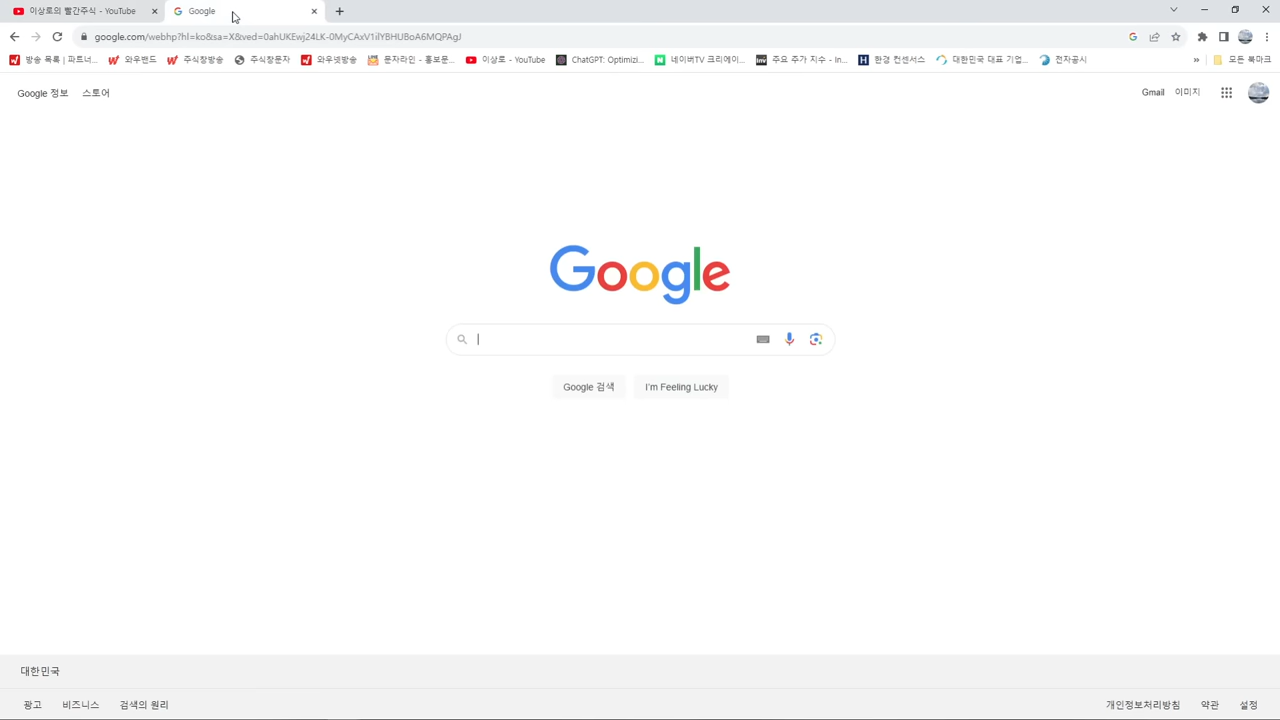 이상로의 빨간주식 - YouTube
Google
google.com/webhp?hl=ko&sa=X&ved=0ahUKEwj24LK-0MyCAxV1ilYBHUBoA6MQPAgJ
방송 목록 | 파트너...
와우밴드
주식창방송
주식창문자
와우넷방송
문자라인 - 홍보문...
이상로 - YouTube
ChatGPT: Optimizi...
네이버TV 크리에이...
주요 주가 지수 - In...
한경 컨센서스
대한민국 대표 기업...
전자공시
»
모든 북마크
Google 정보
스토어
Gmail
이미지
Google
Google 검색
I'm Feeling Lucky
대한민국
광고
비즈니스
검색의 원리
개인정보처리방침
약관
설정